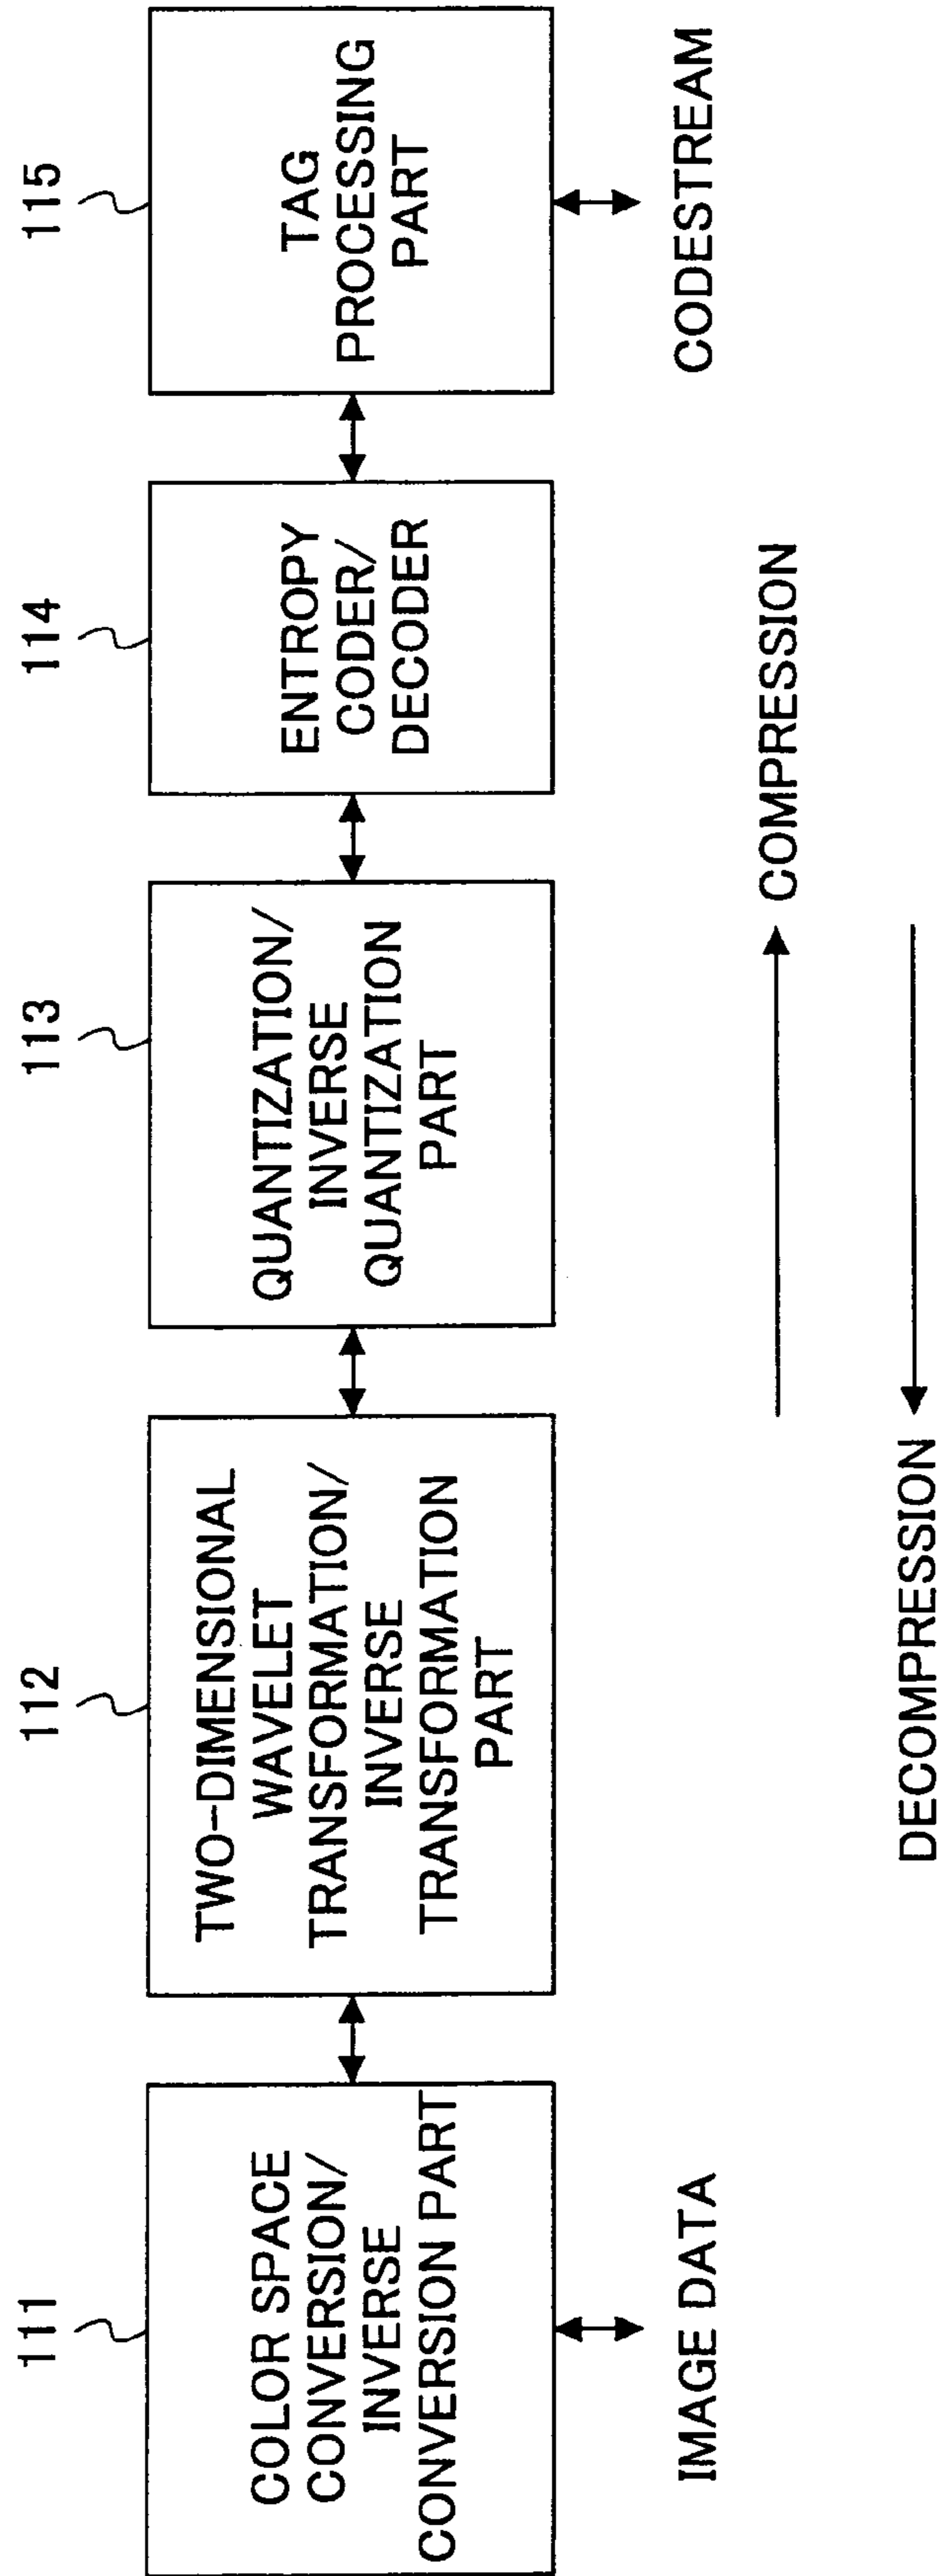 111
COLOR SPACE
CONVERSION/
INVERSE
CONVERSION PART
112
TWO-DIMENSIONAL
WAVELET
TRANSFORMATION/
INVERSE
TRANSFORMATION
PART
113
QUANTIZATION/
INVERSE
QUANTIZATION
PART
114
ENTROPY
CODER/
DECODER
115
TAG
PROCESSING
PART
IMAGE DATA
CODESTREAM
COMPRESSION
DECOMPRESSION